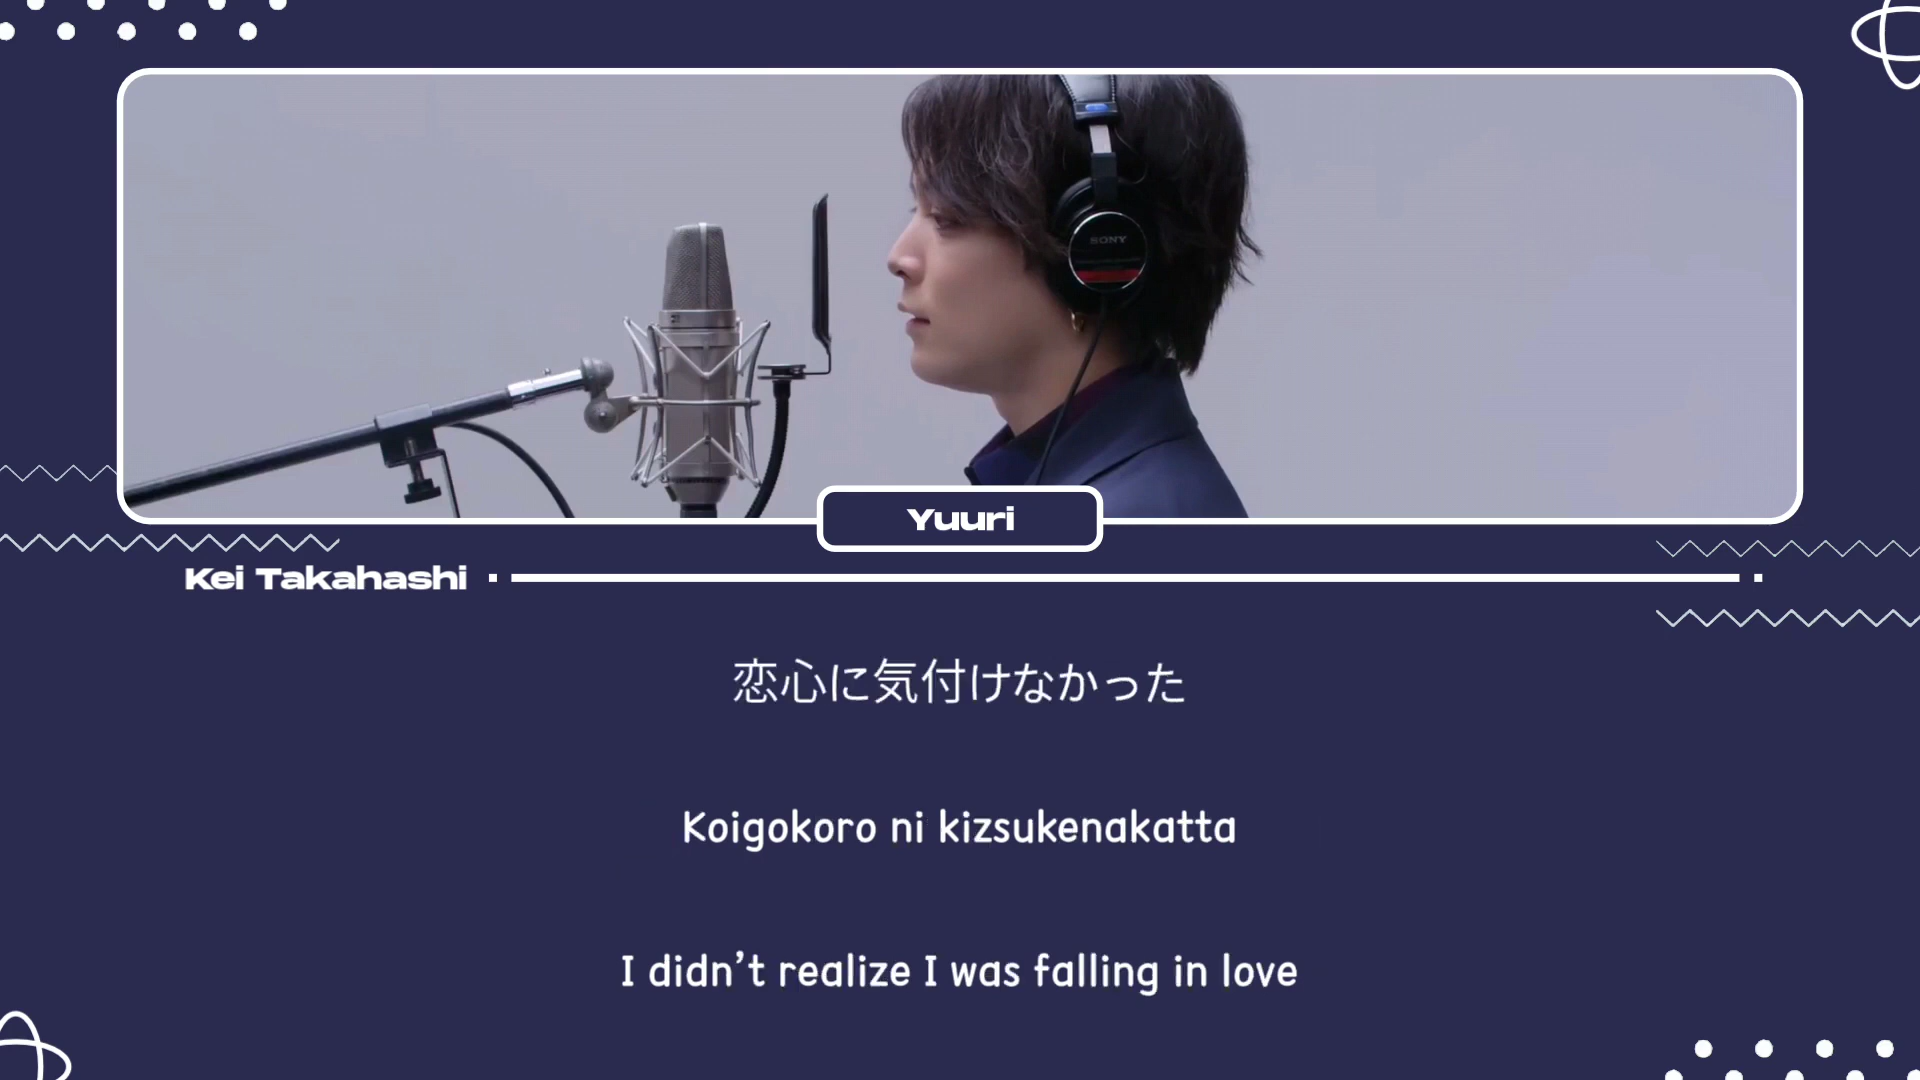 SONY
Yuuri
Kei Takahashi
恋心に気付けなかった
Koigokoro ni kizsukenakatta
I didn’t realize I was falling in love